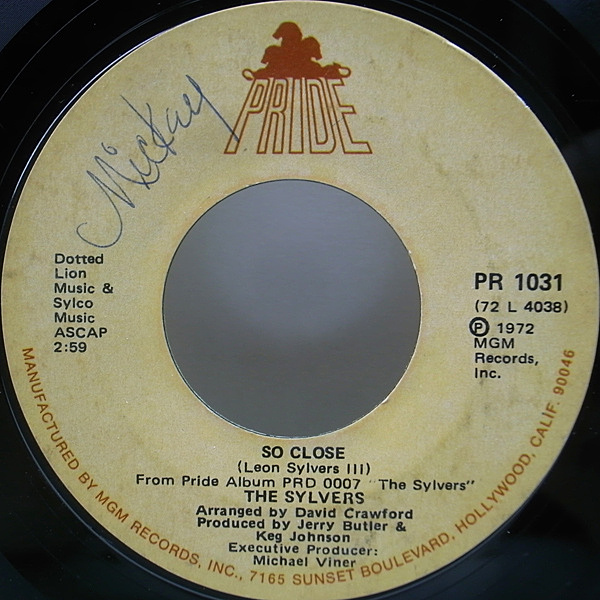 PRIDE
Mickey
Dotted
Lion
Music &
Sylco
Music
ASCAP
2:59
PR 1031
(72 L 4038)
Ⓟ 1972
MGM
Records,
Inc.
SO CLOSE
(Leon Sylvers III)
From Pride Album PRD 0007 "The Sylvers"
THE SYLVERS
Arranged by David Crawford
Produced by Jerry Butler &
Keg Johnson
Executive Producer:
Michael Viner
MANUFACTURED BY MGM RECORDS, INC., 7165 SUNSET BOULEVARD, HOLLYWOOD, CALIF. 90046